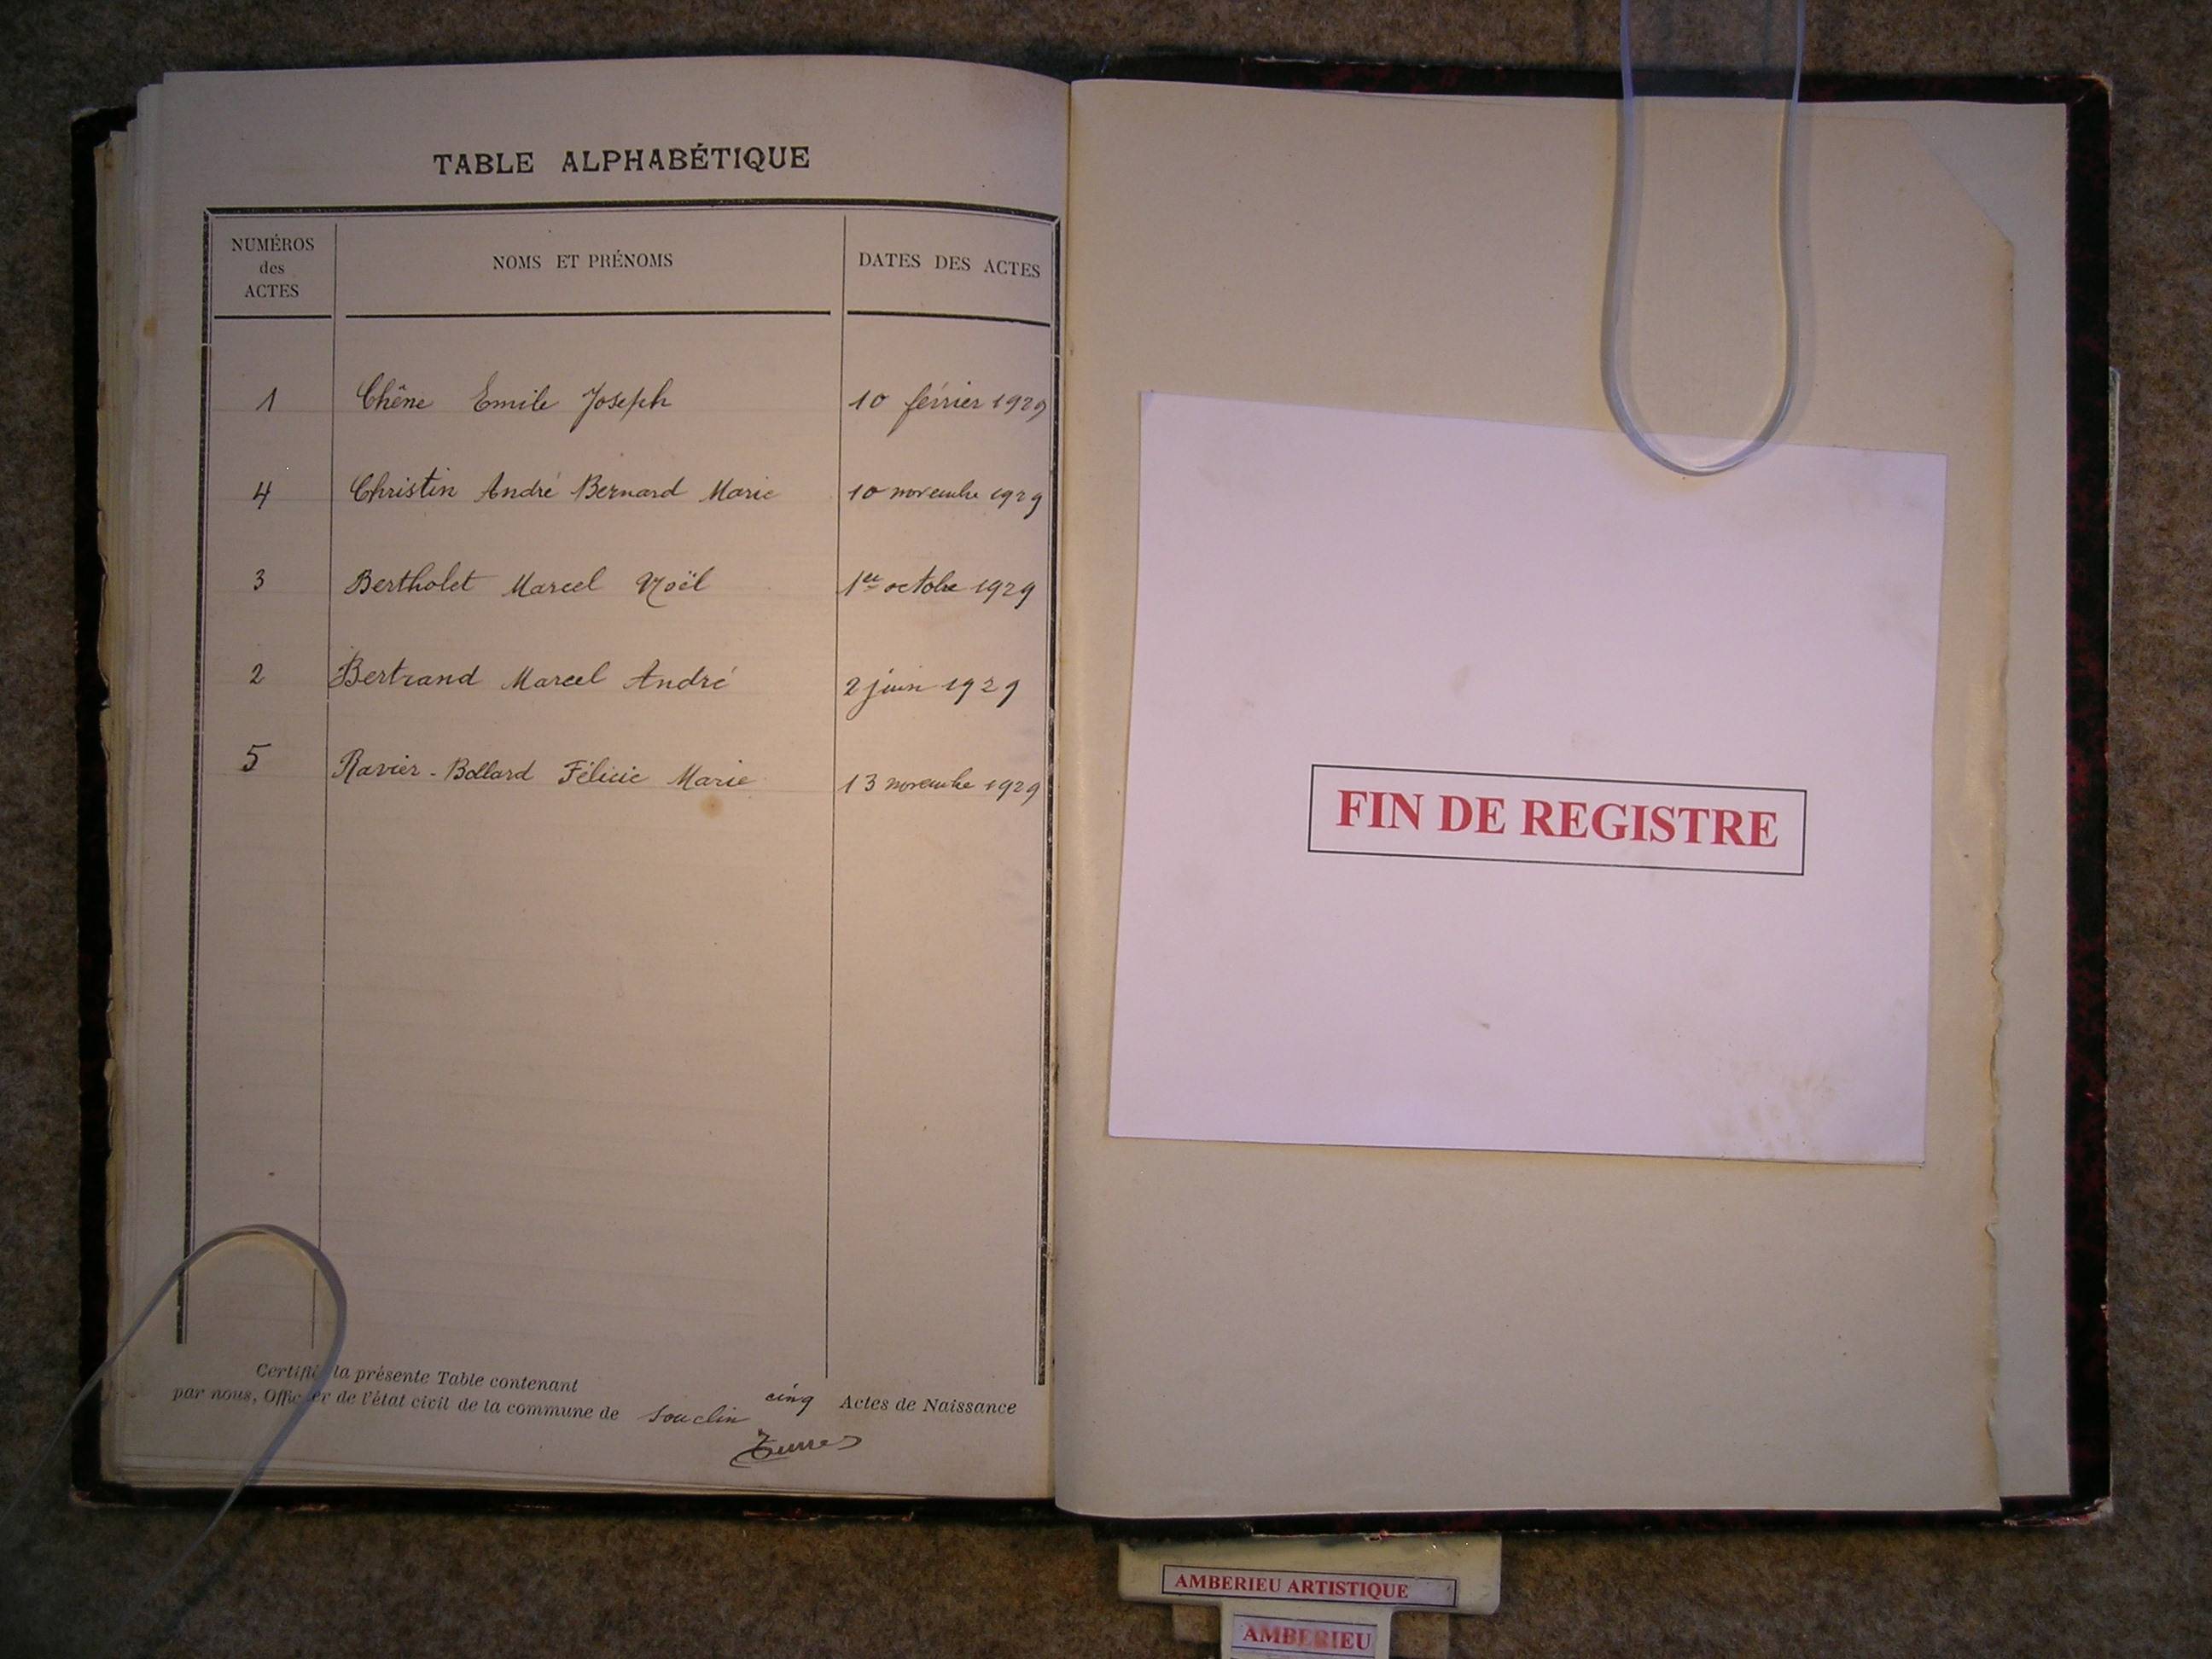 TABLE ALPHABÉTIQUE
NUMÉROS des ACTES NOMS ET PRÉNOMS DATES DES ACTES
1 Chêne Emile Joseph 10 février 1929
4 Christin André Bernard Marie 10 novembre 1929
3 Bertholet Marcel Noël 1er octobre 1929
2 Bertrand Marcel André 2 juin 1929
5 Ravier-Bollard Félicie Marie 13 novembre 1929
Certifié la présente Table contenant cinq Actes de Naissance
par nous, Officier de l'état civil de la commune de Souclin
FIN DE REGISTRE
AMBERIEU ARTISTIQUE
AMBERIEU